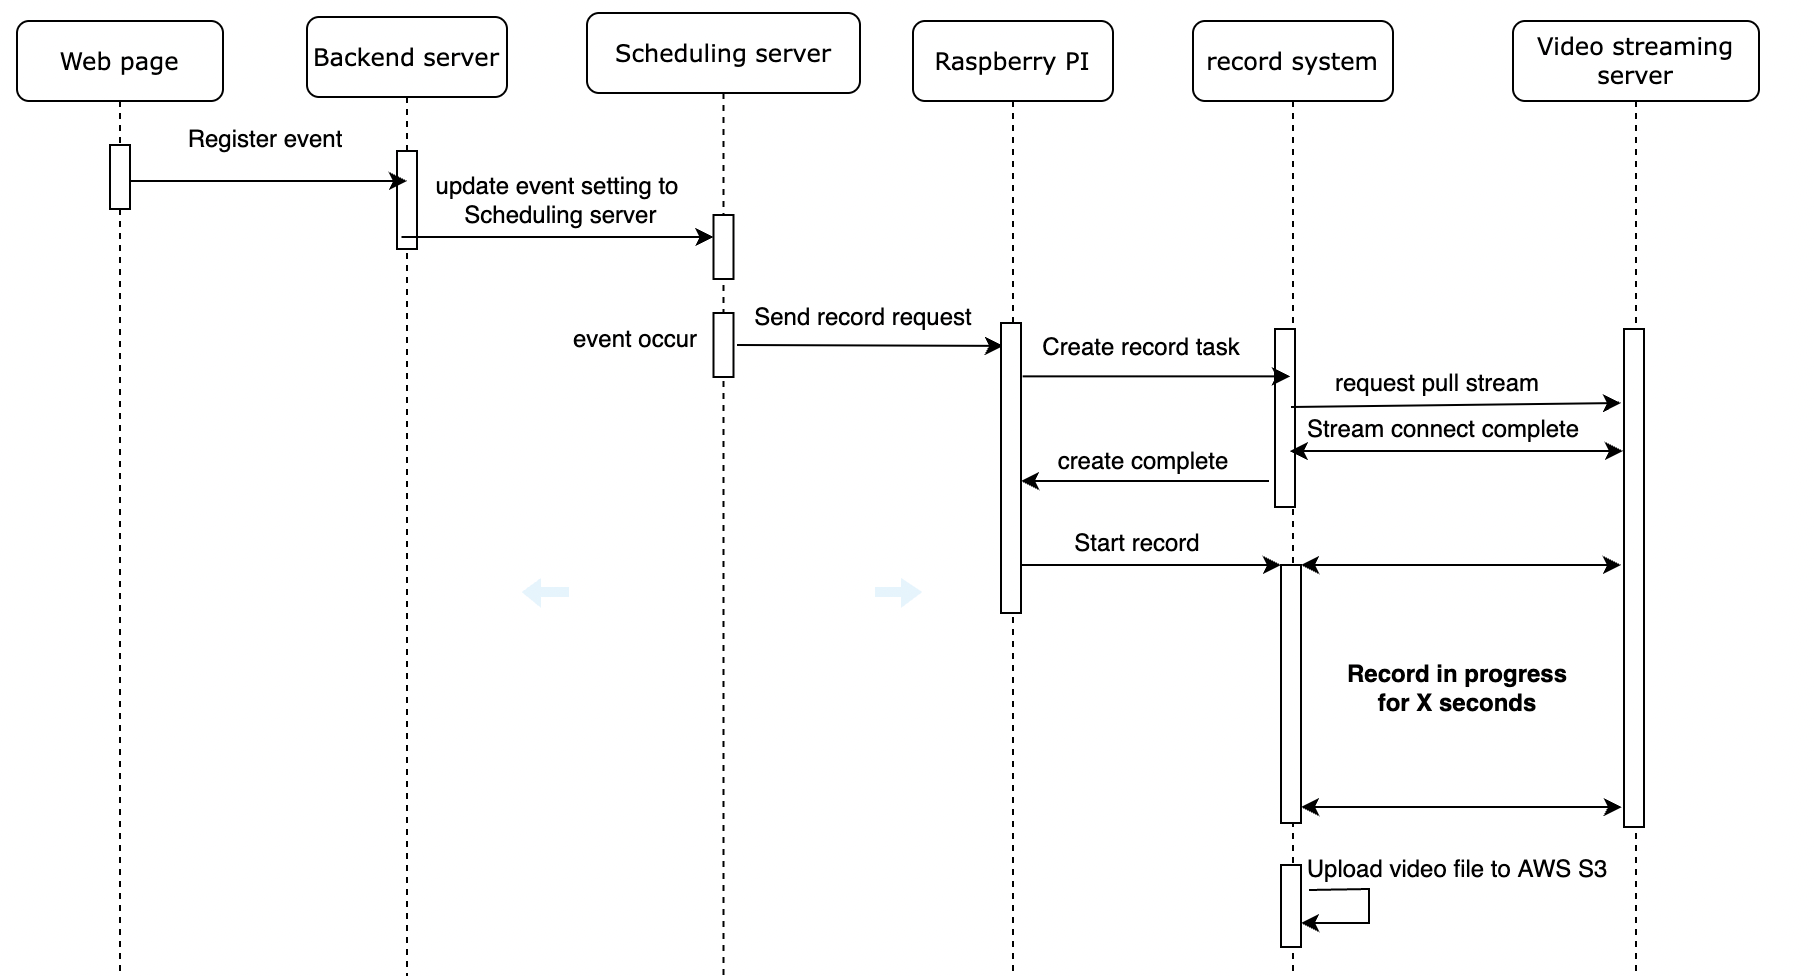 Web page
Backend server
Scheduling server
Raspberry PI
record system
Video streaming
server
Register event
update event setting to
Scheduling server
event occur
Send record request
Create record task
request pull stream
Stream connect complete
create complete
Start record
Record in progress
for X seconds
Upload video file to AWS S3